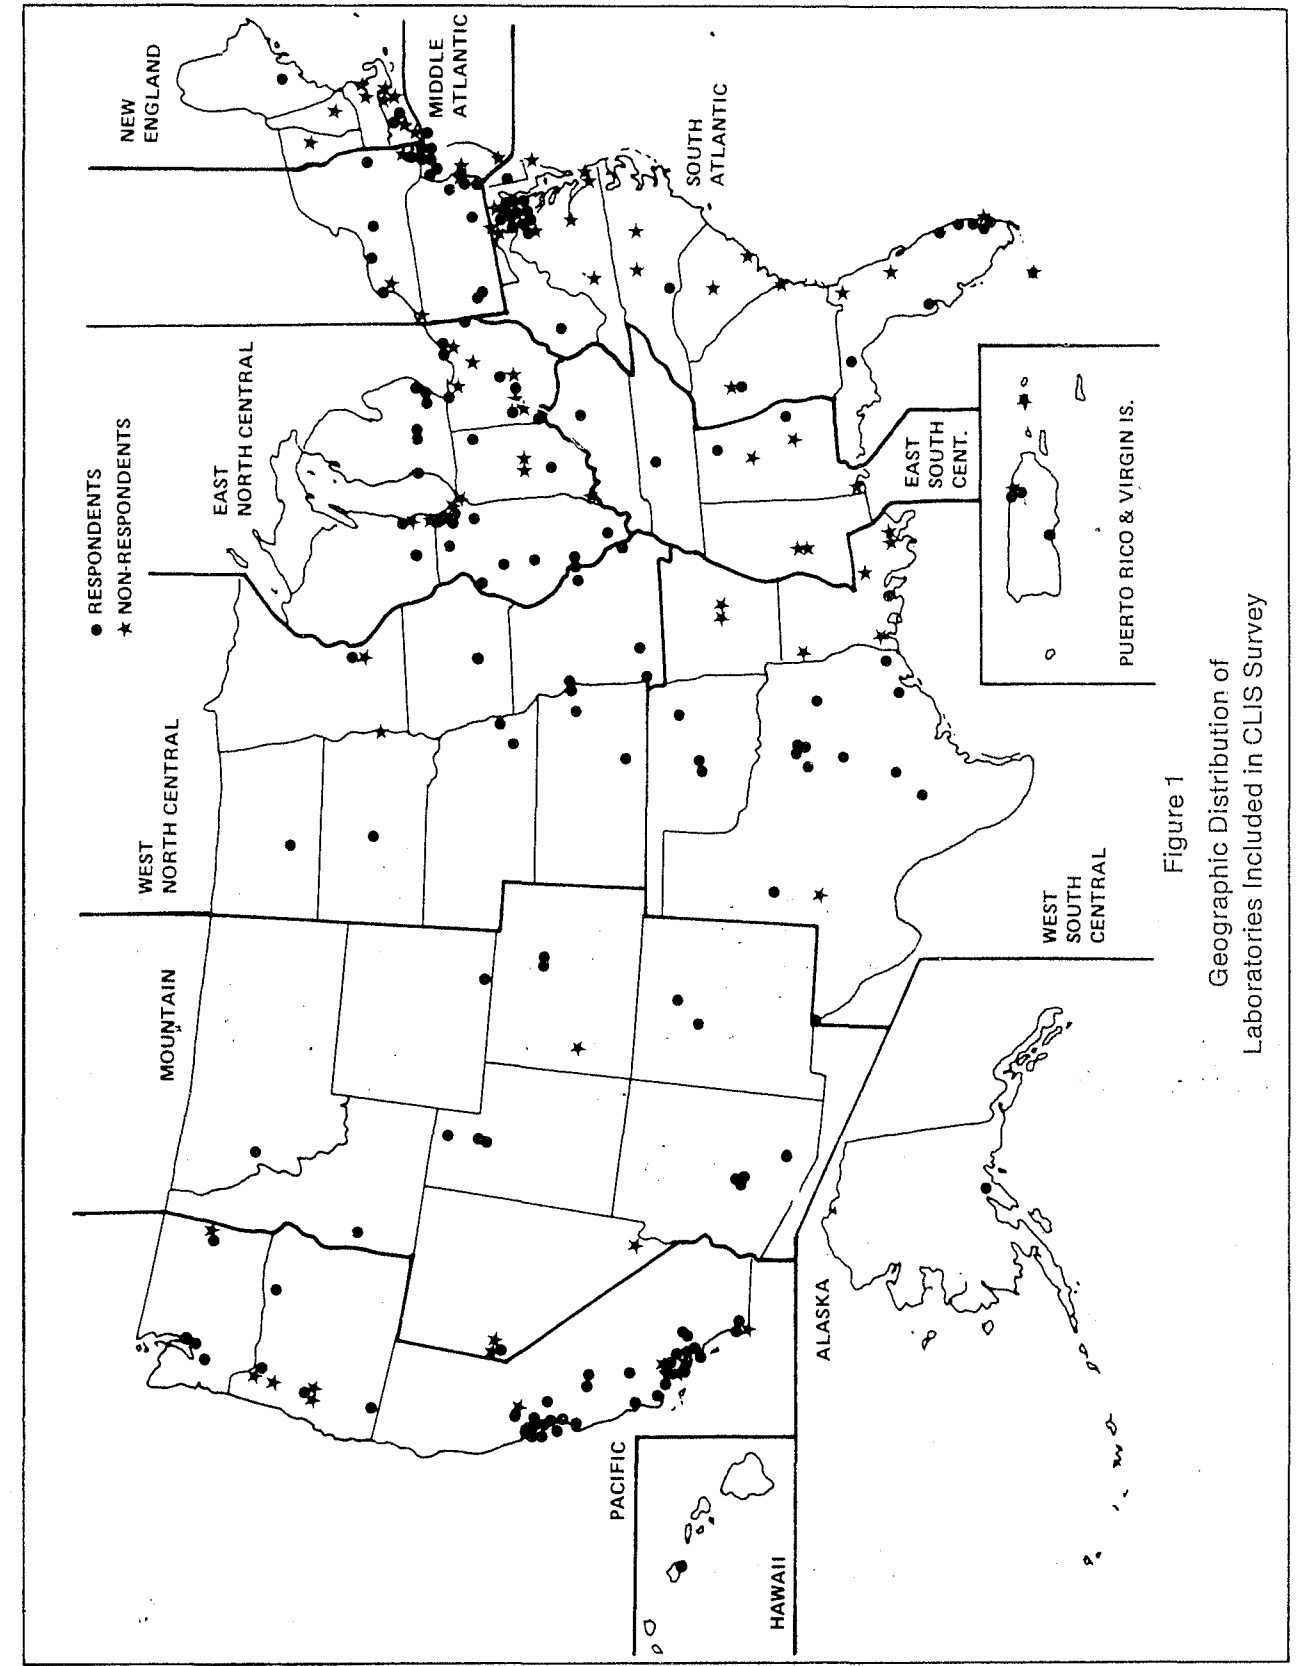 ● RESPONDENTS
★ NON-RESPONDENTS
NEW
ENGLAND
MIDDLE
ATLANTIC
SOUTH
ATLANTIC
EAST
NORTH CENTRAL
EAST
SOUTH
CENT.
WEST
NORTH CENTRAL
WEST
SOUTH
CENTRAL
MOUNTAIN
PACIFIC
ALASKA
HAWAII
PUERTO RICO & VIRGIN IS.
Figure 1
Geographic Distribution of
Laboratories Included in CLIS Survey